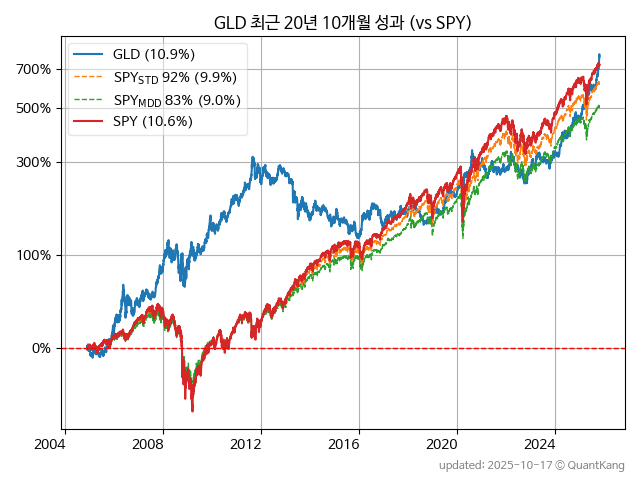 GLD 최근 20년 10개월 성과 (vs SPY)
GLD (10.9%)
SPY_STD 92% (9.9%)
SPY_MDD 83% (9.0%)
SPY (10.6%)
700%
500%
300%
100%
0%
2004 2008 2012 2016 2020 2024
updated: 2025-10-17 © QuantKang